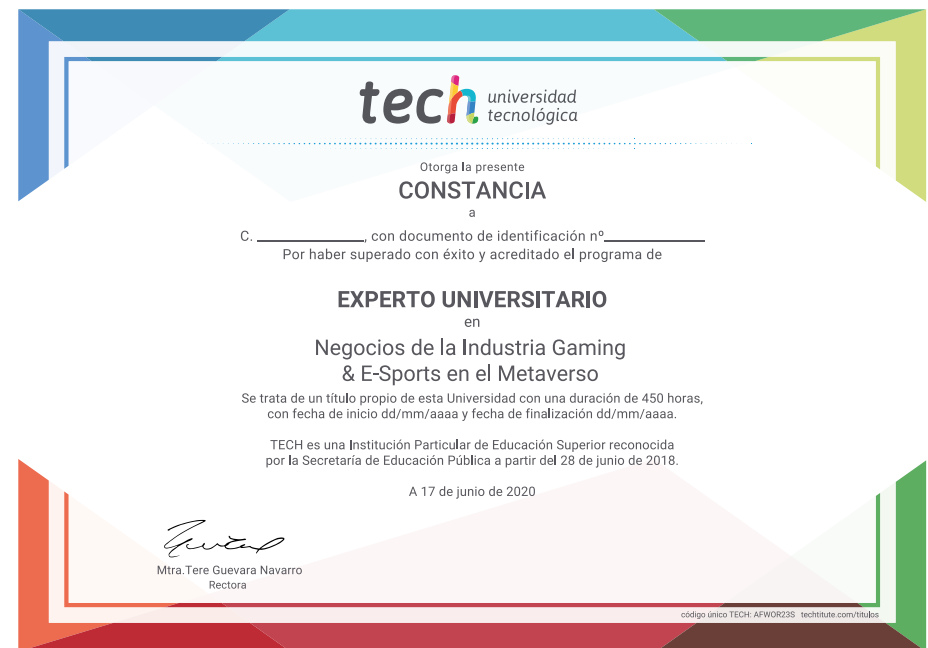 tech universidad
tecnológica
Otorga la presente
CONSTANCIA
a
C. ____________, con documento de identificación nº____________
Por haber superado con éxito y acreditado el programa de
EXPERTO UNIVERSITARIO
en
Negocios de la Industria Gaming
& E-Sports en el Metaverso
Se trata de un título propio de esta Universidad con una duración de 450 horas,
con fecha de inicio dd/mm/aaaa y fecha de finalización dd/mm/aaaa.
TECH es una Institución Particular de Educación Superior reconocida
por la Secretaría de Educación Pública a partir del 28 de junio de 2018.
A 17 de junio de 2020
Mtra.Tere Guevara Navarro
Rectora
código único TECH: AFWOR23S techtitute.com/titulos